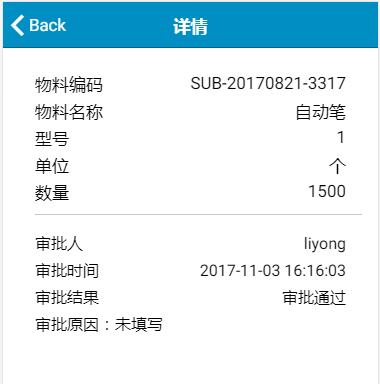 Back 详情
物料编码 SUB-20170821-3317
物料名称 自动笔
型号 1
单位 个
数量 1500
审批人 liyong
审批时间 2017-11-03 16:16:03
审批结果 审批通过
审批原因：未填写